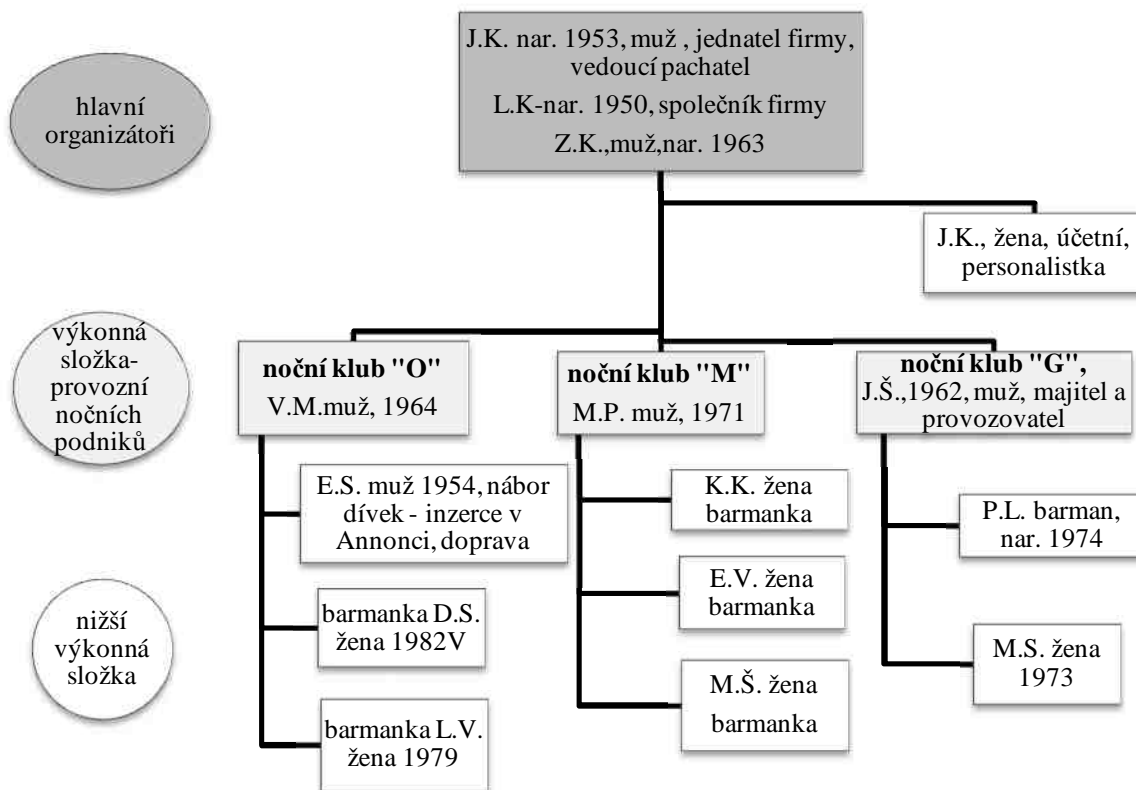 J.K. nar. 1953, muž , jednatel firmy,
vedoucí pachatel
L.K-nar. 1950, společník firmy
Z.K.,muž,nar. 1963
hlavní
organizátoři
J.K., žena, účetní,
personalistka
výkonná
složka-
provozní
nočních
podniků
noční klub "O"
V.M.muž, 1964
noční klub "M"
M.P. muž, 1971
noční klub "G",
J.Š.,1962, muž, majitel a
provozovatel
E.S. muž 1954, nábor
dívek - inzerce v
Annonci, doprava
K.K. žena
barmanka
P.L. barman,
nar. 1974
nižší
výkonná
složka
barmanka D.S.
žena 1982V
E.V. žena
barmanka
M.S. žena
1973
barmanka L.V.
žena 1979
M.Š. žena
barmanka